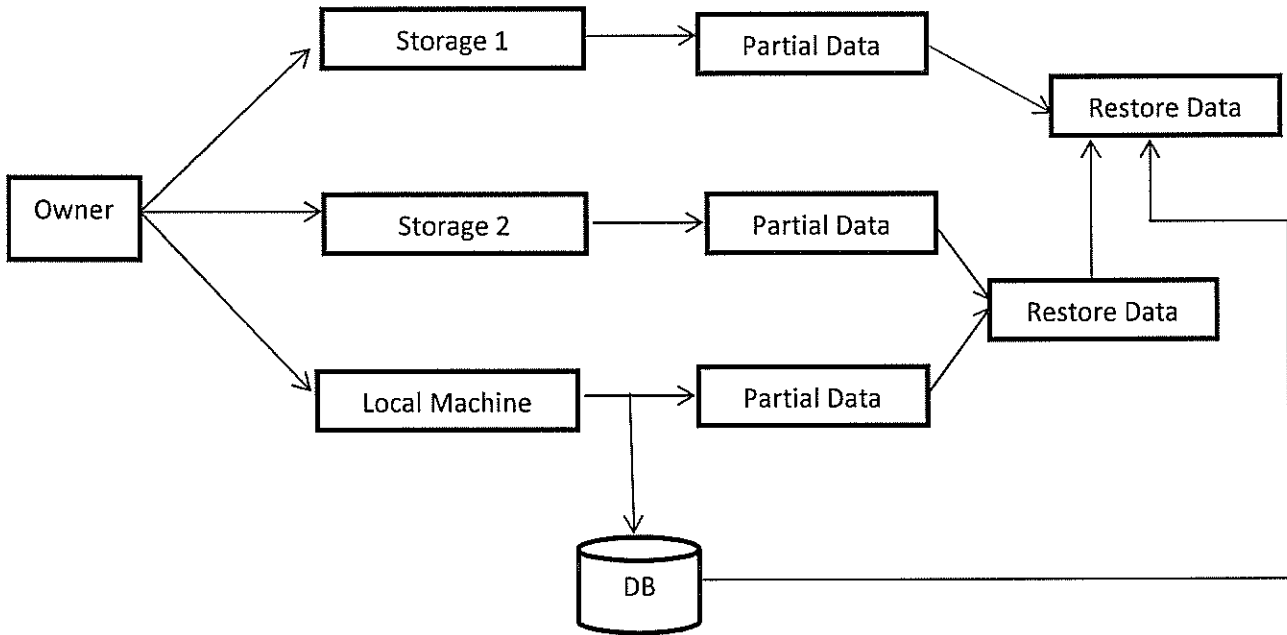 Storage 1
Partial Data
Restore Data
Owner
Storage 2
Partial Data
Restore Data
Local Machine
Partial Data
DB